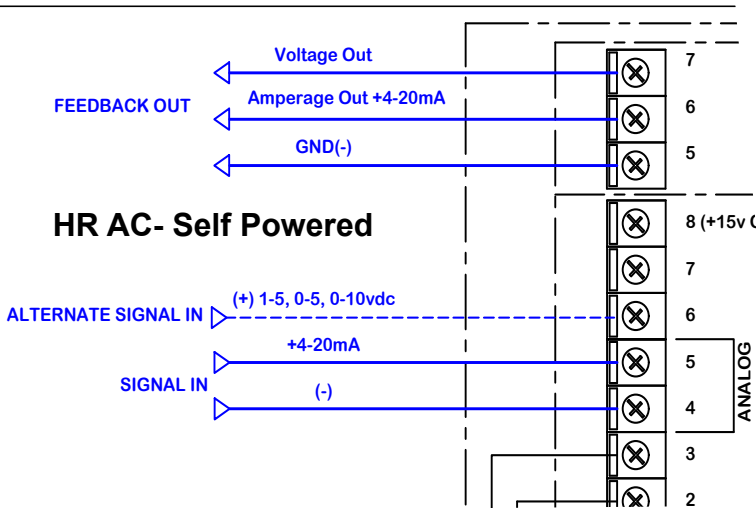 Voltage Out
7
FEEDBACK OUT
Amperage Out +4-20mA
6
GND(-)
5
HR AC- Self Powered
8 (+15v
7
(+) 1-5, 0-5, 0-10vdc
ALTERNATE SIGNAL IN
6
+4-20mA
5
ANALOG
SIGNAL IN
(-)
4
3
2